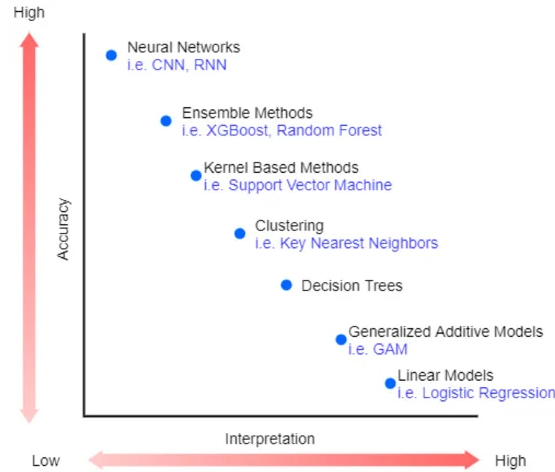 High
Neural Networks
i.e. CNN, RNN
Ensemble Methods
i.e. XGBoost, Random Forest
Kernel Based Methods
i.e. Support Vector Machine
Clustering
i.e. Key Nearest Neighbors
Decision Trees
Generalized Additive Models
i.e. GAM
Linear Models
i.e. Logistic Regression
Accuracy
Interpretation
Low
High